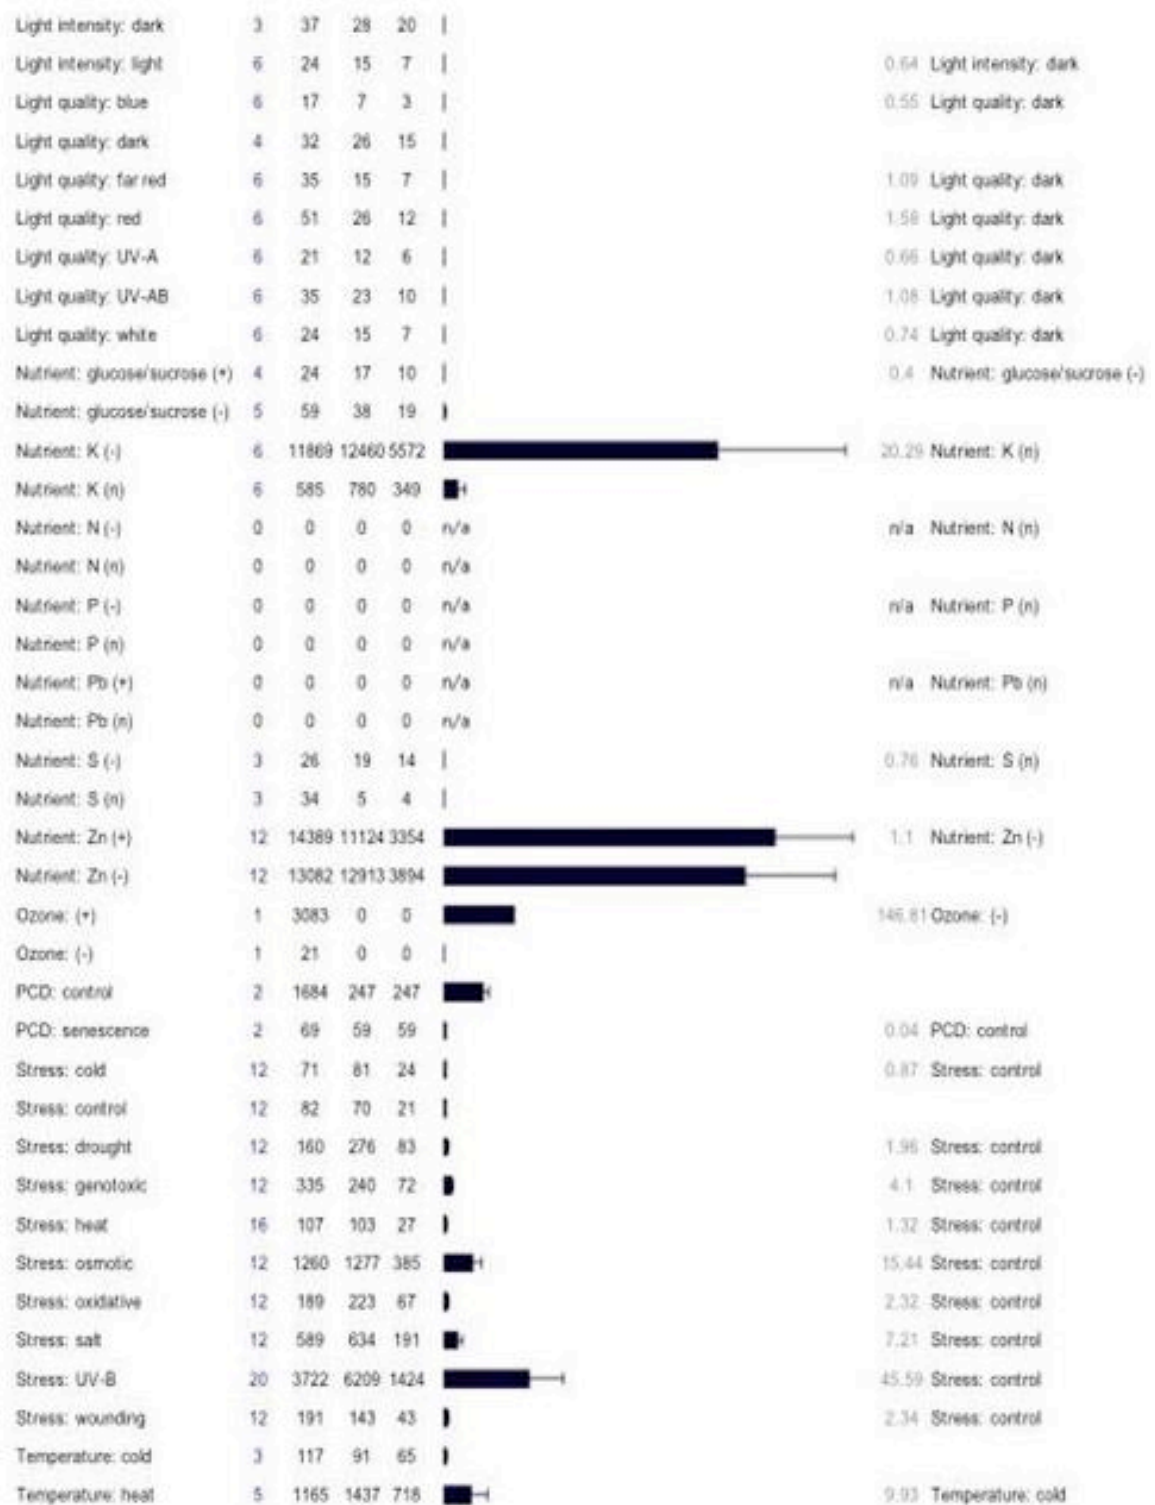 Light intensity: dark 3 37 28 20
Light intensity: light 6 24 15 7 0.64 Light intensity: dark
Light quality: blue 6 17 7 3 0.55 Light quality: dark
Light quality: dark 4 32 26 15
Light quality: far red 6 35 15 7 1.09 Light quality: dark
Light quality: red 6 51 26 12 1.58 Light quality: dark
Light quality: UV-A 6 21 12 6 0.66 Light quality: dark
Light quality: UV-AB 6 35 23 10 1.08 Light quality: dark
Light quality: white 6 24 15 7 0.74 Light quality: dark
Nutrient: glucose/sucrose (+) 4 24 17 10 0.4 Nutrient: glucose/sucrose (-)
Nutrient: glucose/sucrose (-) 5 59 38 19
Nutrient: K (-) 6 11869 12460 5572 20.29 Nutrient: K (n)
Nutrient: K (n) 6 585 780 349
Nutrient: N (-) 0 0 0 0 n/a n/a Nutrient: N (n)
Nutrient: N (n) 0 0 0 0 n/a
Nutrient: P (-) 0 0 0 0 n/a n/a Nutrient: P (n)
Nutrient: P (n) 0 0 0 0 n/a
Nutrient: Pb (+) 0 0 0 0 n/a n/a Nutrient: Pb (n)
Nutrient: Pb (n) 0 0 0 0 n/a
Nutrient: S (-) 3 26 19 14 0.76 Nutrient: S (n)
Nutrient: S (n) 3 34 5 4
Nutrient: Zn (+) 12 14389 11124 3354 1.1 Nutrient: Zn (-)
Nutrient: Zn (-) 12 13082 12913 3894
Ozone: (+) 1 3083 0 0 146.81 Ozone: (-)
Ozone: (-) 1 21 0 0
PCD: control 2 1684 247 247
PCD: senescence 2 69 59 59 0.04 PCD: control
Stress: cold 12 71 81 24 0.87 Stress: control
Stress: control 12 82 70 21
Stress: drought 12 160 276 83 1.96 Stress: control
Stress: genotoxic 12 335 240 72 4.1 Stress: control
Stress: heat 16 107 103 27 1.32 Stress: control
Stress: osmotic 12 1260 1277 385 15.44 Stress: control
Stress: oxidative 12 189 223 67 2.32 Stress: control
Stress: salt 12 589 634 191 7.21 Stress: control
Stress: UV-B 20 3722 6209 1424 45.59 Stress: control
Stress: wounding 12 191 143 43 2.34 Stress: control
Temperature: cold 3 117 91 65
Temperature: heat 5 1165 1437 718 9.93 Temperature: cold